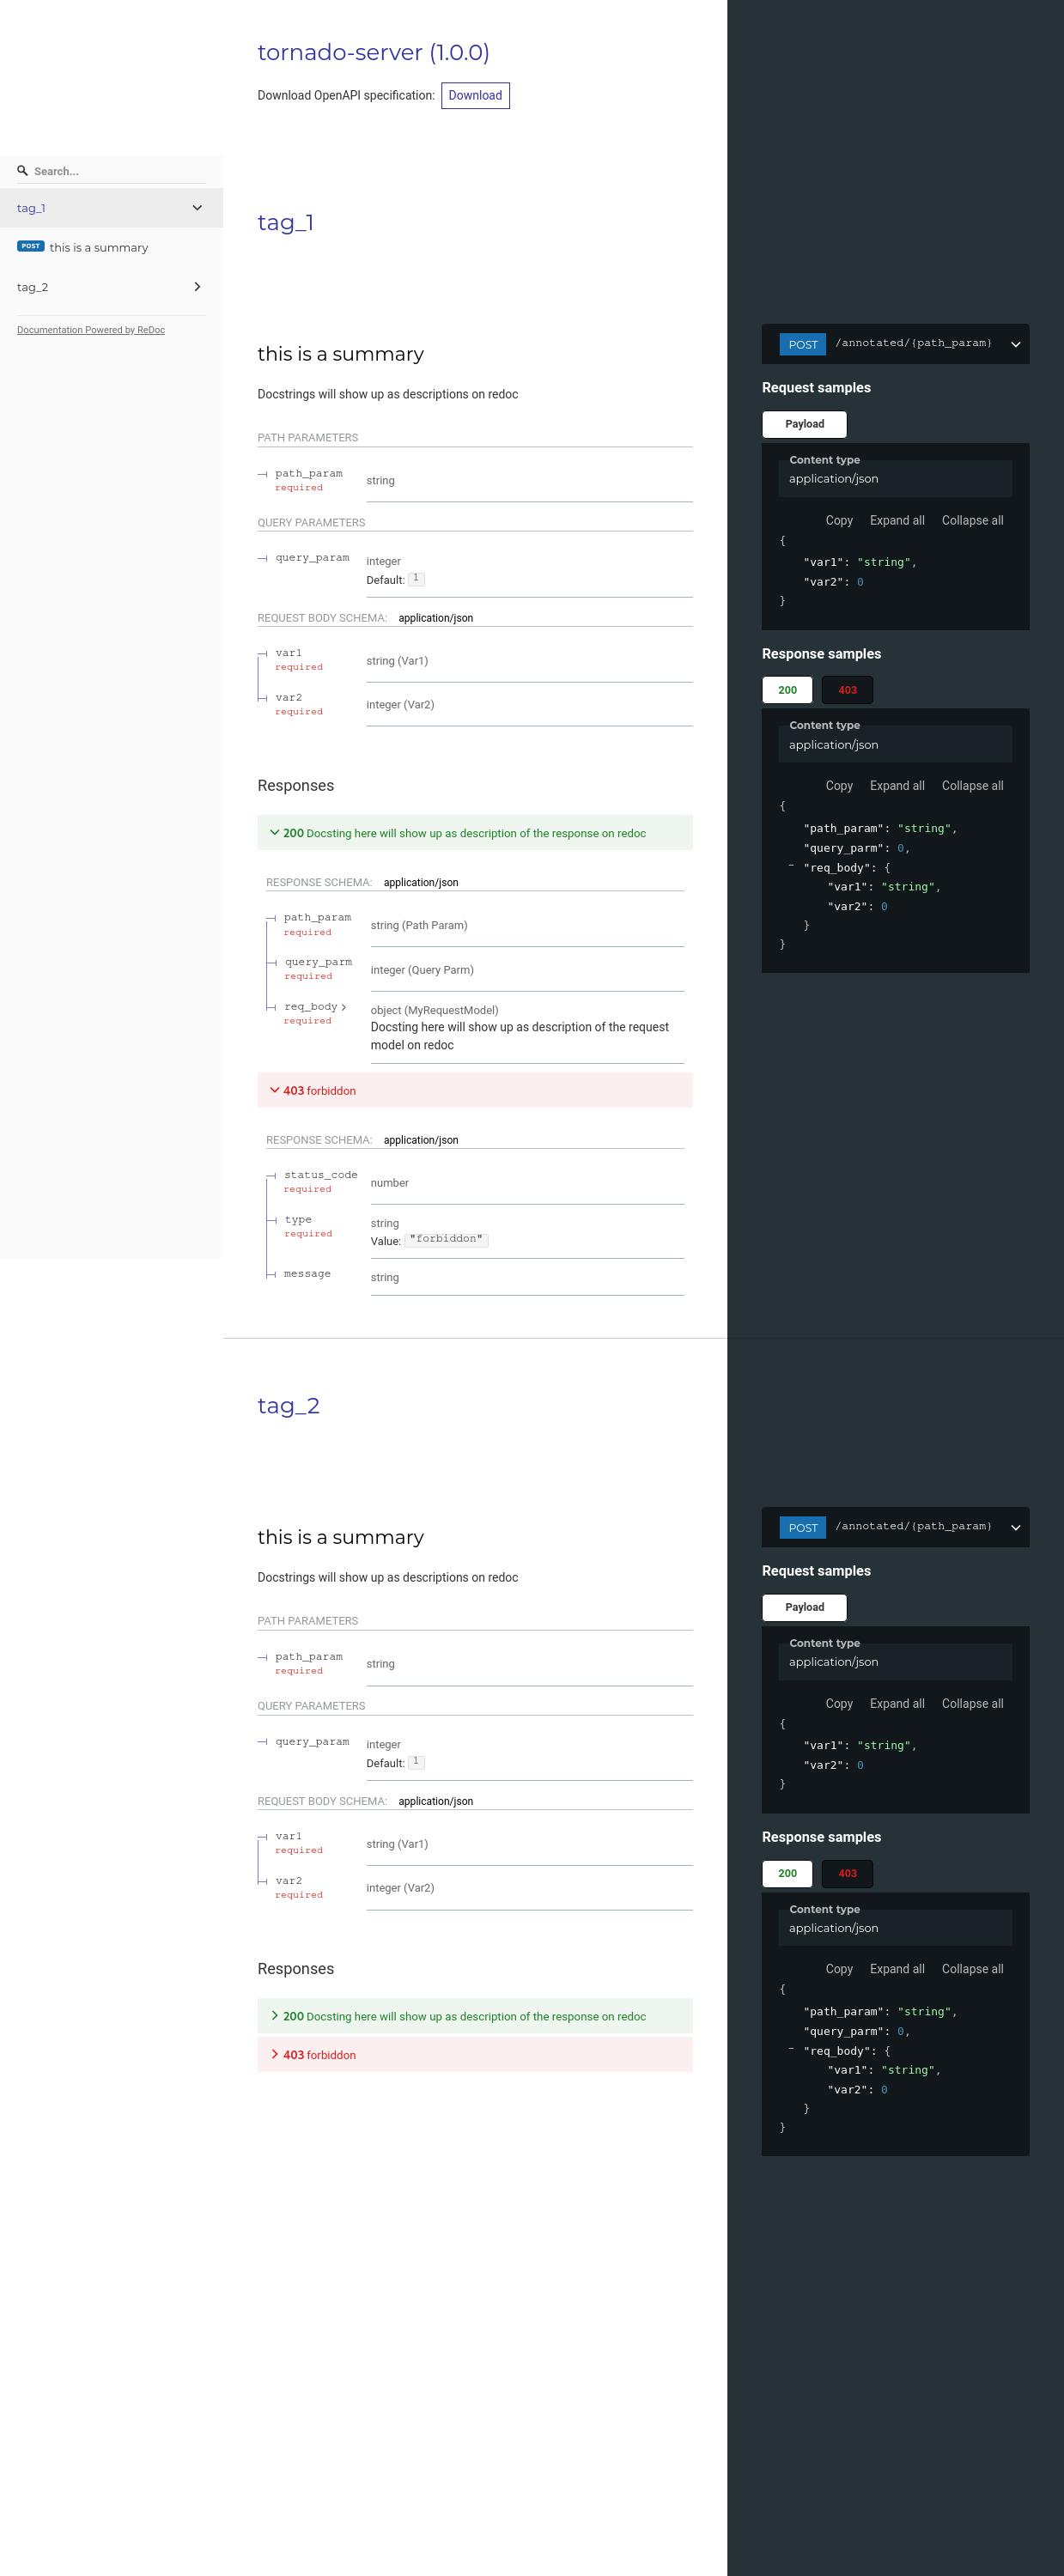 tornado-server (1.0.0)
Download OpenAPI specification: Download
Search...
tag_1
POST this is a summary
tag_2
Documentation Powered by ReDoc
tag_1
this is a summary
Docstrings will show up as descriptions on redoc
PATH PARAMETERS
path_param
required
string
QUERY PARAMETERS
query_param
integer
Default: 1
REQUEST BODY SCHEMA: application/json
var1
required
string (Var1)
var2
required
integer (Var2)
Responses
200 Docsting here will show up as description of the response on redoc
RESPONSE SCHEMA: application/json
path_param
required
string (Path Param)
query_parm
required
integer (Query Parm)
req_body
required
object (MyRequestModel)
Docsting here will show up as description of the request
model on redoc
403 forbiddon
RESPONSE SCHEMA: application/json
status_code
required
number
type
required
string
Value: "forbiddon"
message
string
POST /annotated/{path_param}
Request samples
Payload
Content type
application/json
Copy Expand all Collapse all
{
"var1": "string",
"var2": 0
}
Response samples
200 403
Content type
application/json
Copy Expand all Collapse all
{
"path_param": "string",
"query_parm": 0,
− "req_body": {
"var1": "string",
"var2": 0
}
}
tag_2
this is a summary
Docstrings will show up as descriptions on redoc
PATH PARAMETERS
path_param
required
string
QUERY PARAMETERS
query_param
integer
Default: 1
REQUEST BODY SCHEMA: application/json
var1
required
string (Var1)
var2
required
integer (Var2)
Responses
200 Docsting here will show up as description of the response on redoc
403 forbiddon
POST /annotated/{path_param}
Request samples
Payload
Content type
application/json
Copy Expand all Collapse all
{
"var1": "string",
"var2": 0
}
Response samples
200 403
Content type
application/json
Copy Expand all Collapse all
{
"path_param": "string",
"query_parm": 0,
− "req_body": {
"var1": "string",
"var2": 0
}
}